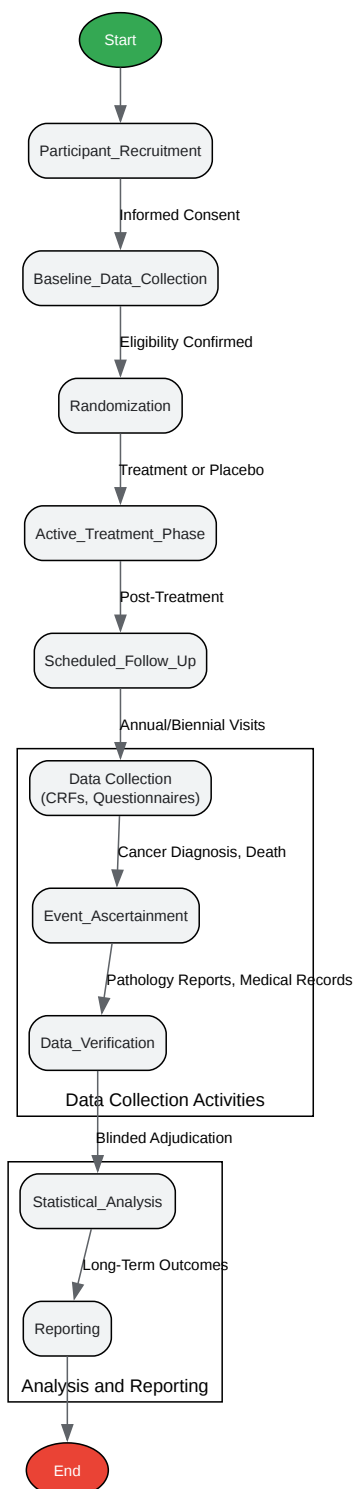 Start
Participant_Recruitment
Informed Consent
Baseline_Data_Collection
Eligibility Confirmed
Randomization
Treatment or Placebo
Active_Treatment_Phase
Post-Treatment
Scheduled_Follow_Up
Annual/Biennial Visits
Data Collection
(CRFs, Questionnaires)
Cancer Diagnosis, Death
Event_Ascertainment
Pathology Reports, Medical Records
Data_Verification
Data Collection Activities
Blinded Adjudication
Statistical_Analysis
Long-Term Outcomes
Reporting
Analysis and Reporting
End